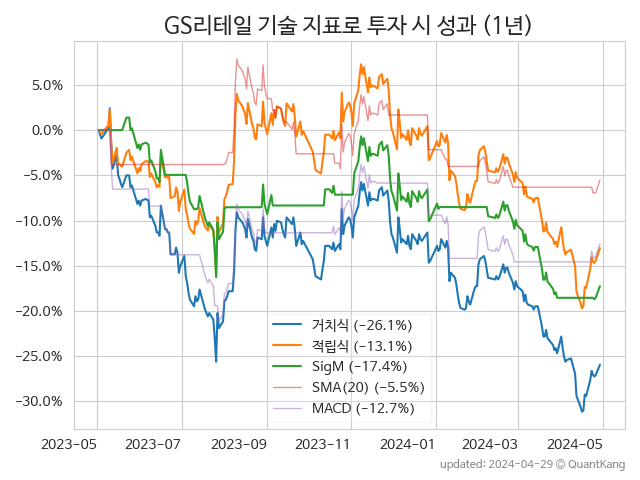 GS리테일 기술 지표로 투자 시 성과 (1년)
5.0%
0.0%
−5.0%
−10.0%
−15.0%
−20.0%
−25.0%
−30.0%
거치식 (−26.1%)
적립식 (−13.1%)
SigM (−17.4%)
SMA(20) (−5.5%)
MACD (−12.7%)
2023-05 2023-07 2023-09 2023-11 2024-01 2024-03 2024-05
updated: 2024-04-29 © QuantKang